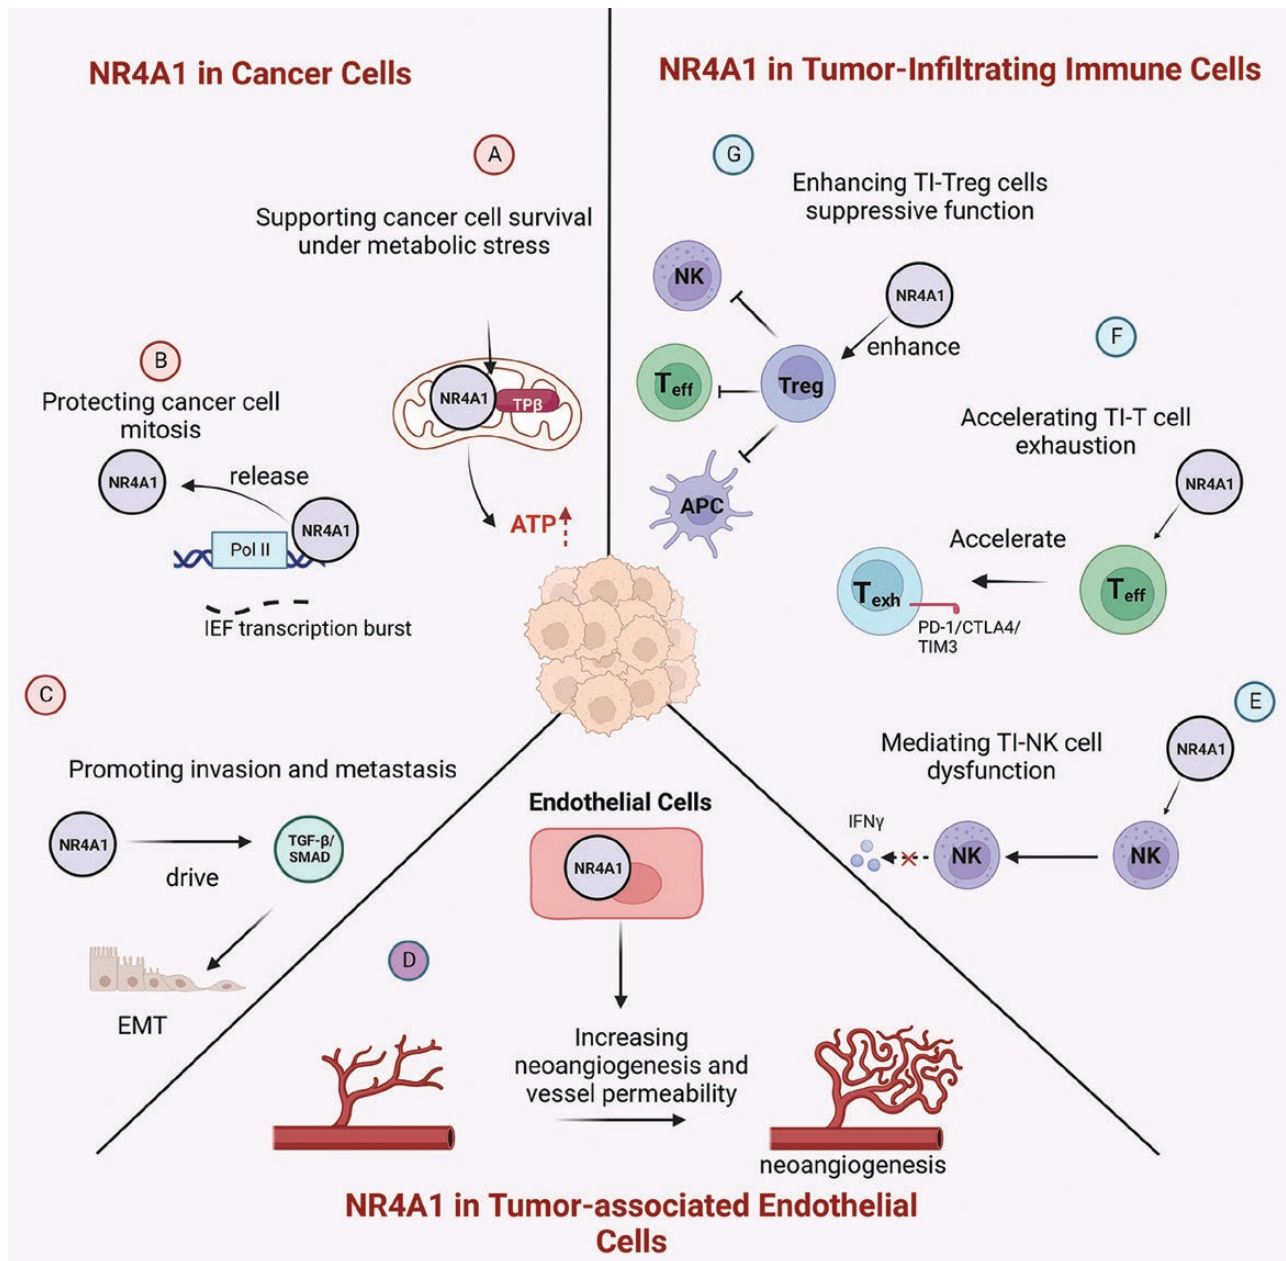 NR4A1 in Cancer Cells
A
Supporting cancer cell survival
under metabolic stress
NR4A1
TPβ
ATP
B
Protecting cancer cell
mitosis
NR4A1
release
NR4A1
Pol II
IEF transcription burst
C
Promoting invasion and metastasis
NR4A1
drive
TGF-β/
SMAD
EMT
NR4A1 in Tumor-Infiltrating Immune Cells
G
Enhancing TI-Treg cells
suppressive function
NK
NR4A1
enhance
Teff
Treg
APC
F
Accelerating TI-T cell
exhaustion
NR4A1
Accelerate
Texh
Teff
PD-1/CTLA4/
TIM3
E
Mediating TI-NK cell
dysfunction
NR4A1
IFNγ
NK
NK
Endothelial Cells
NR4A1
D
Increasing
neoangiogenesis and
vessel permeability
neoangiogenesis
NR4A1 in Tumor-associated Endothelial
Cells